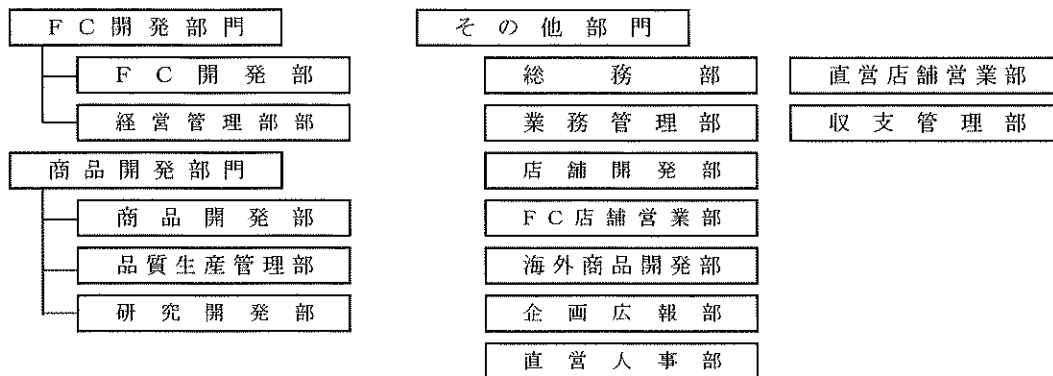 FC開発部門
FC開発部
経営管理部部
商品開発部門
商品開発部
品質生産管理部
研究開発部
その他部門
総務部
業務管理部
店舗開発部
FC店舗営業部
海外商品開発部
企画広報部
直営人事部
直営店舗営業部
収支管理部